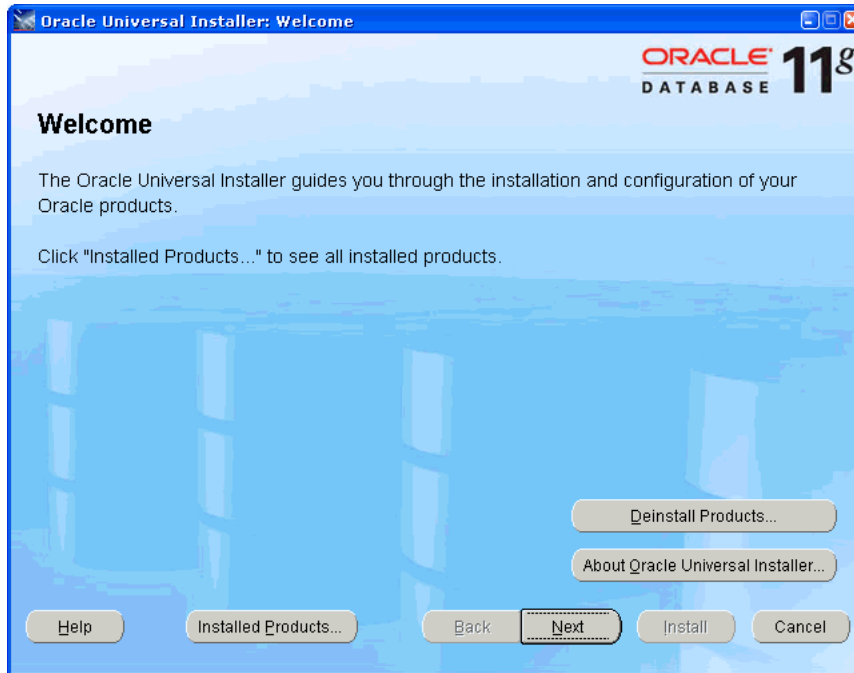 Oracle Universal Installer: Welcome
ORACLE 11g
DATABASE
Welcome
The Oracle Universal Installer guides you through the installation and configuration of your
Oracle products.
Click "Installed Products..." to see all installed products.
Deinstall Products...
About Oracle Universal Installer...
Help Installed Products... Back Next Install Cancel